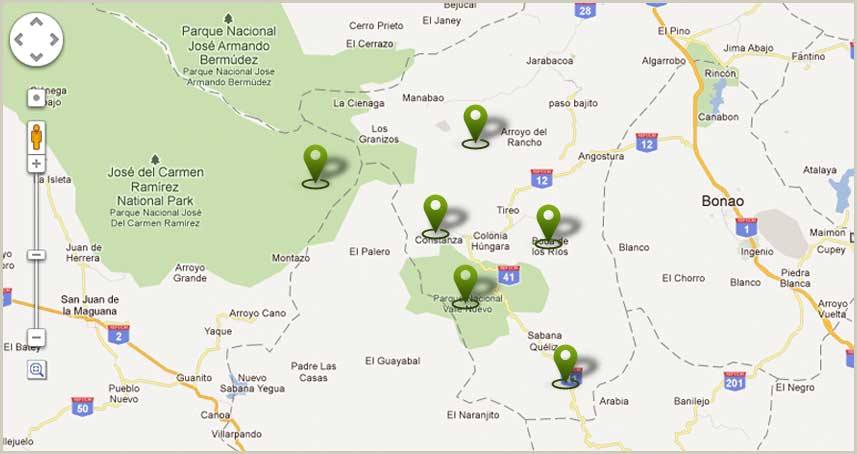 Bejucal
28
Parque Nacional
José Armando
Bermúdez
Parque Nacional Jose
Armando Bermúdez
Cerro Prieto
El Janey
El Cerrazo
El Pino
Jima Abajo
Fantino
Algarrobo
Rincón
Jarabacoa
Manabao
paso bajito
Canabon
La Cienaga
Los
Granizos
Arroyo del
Rancho
Angostura
12
12
José del Carmen
Ramírez
National Park
Parque Nacional José
Del Carmen Ramírez
La Isleta
Atalaya
Bonao
Tireo
Constanza
Colonia
Húngara
Boca de
los Ríos
1
Maimon
Cupey
Juan de
Herrera
Montazo
El Palero
Blanco
Ingenio
Arroyo
Grande
41
El Chorro
Blanco
Piedra
Blanca
San Juan de
la Maguana
Parque Nacional
Valle Nuevo
Arroyo Cano
Arroyo
Vuelta
2
Yaque
Sabana
Quéliz
El Batey
Padre Las
Casas
El Guayabal
Guanito
Nuevo
Sabana Yegua
Pueblo
Nuevo
201
El Negro
50
Canoa
El Naranjito
Arabia
Banilejo
Villarpando